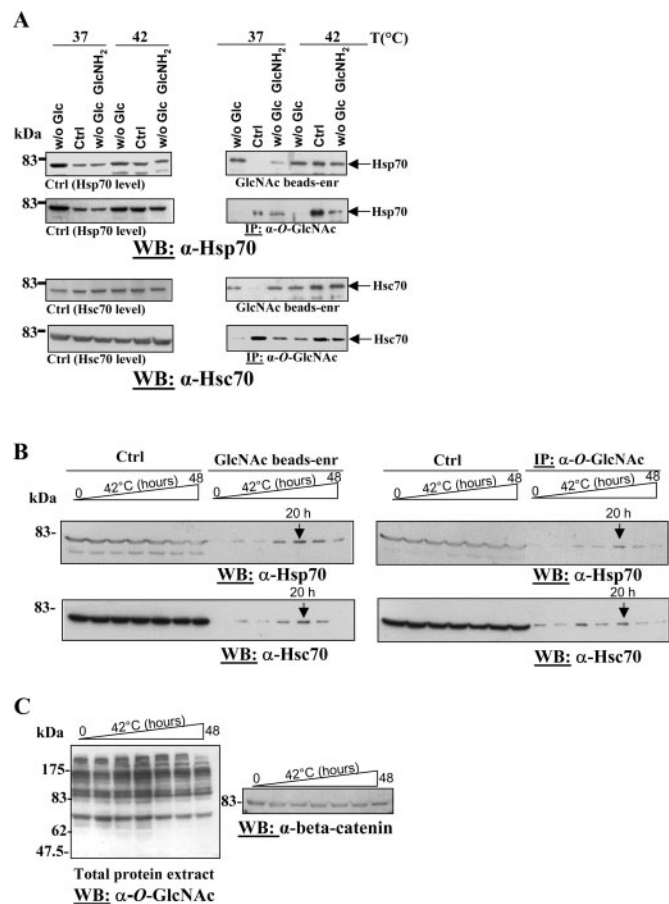 A
37 42 37 42 T(°C)
w/o Glc Ctrl w/o Glc GlcNH2 w/o Glc Ctrl w/o Glc GlcNH2 w/o Glc Ctrl w/o Glc GlcNH2 w/o Glc Ctrl w/o Glc GlcNH2
kDa
83
Hsp70
Ctrl (Hsp70 level) GlcNAc beads-enr
83
Hsp70
Ctrl (Hsp70 level) IP: α-O-GlcNAc
WB: α-Hsp70
83
Hsc70
Ctrl (Hsc70 level) GlcNAc beads-enr
83
Hsc70
Ctrl (Hsc70 level) IP: α-O-GlcNAc
WB: α-Hsc70
B
Ctrl GlcNAc beads-enr Ctrl IP: α-O-GlcNAc
0 42°C (hours) 48 0 42°C (hours) 48 0 42°C (hours) 48 0 42°C (hours) 48
kDa
20 h 20 h
83- 83-
WB: α-Hsp70 WB: α-Hsp70
20 h 20 h
83- 83-
WB: α-Hsc70 WB: α-Hsc70
C
0 42°C (hours) 48
kDa
175-
83-
62-
47.5-
Total protein extract
WB: α-O-GlcNAc
0 42°C (hours) 48
83-
WB: α-beta-catenin